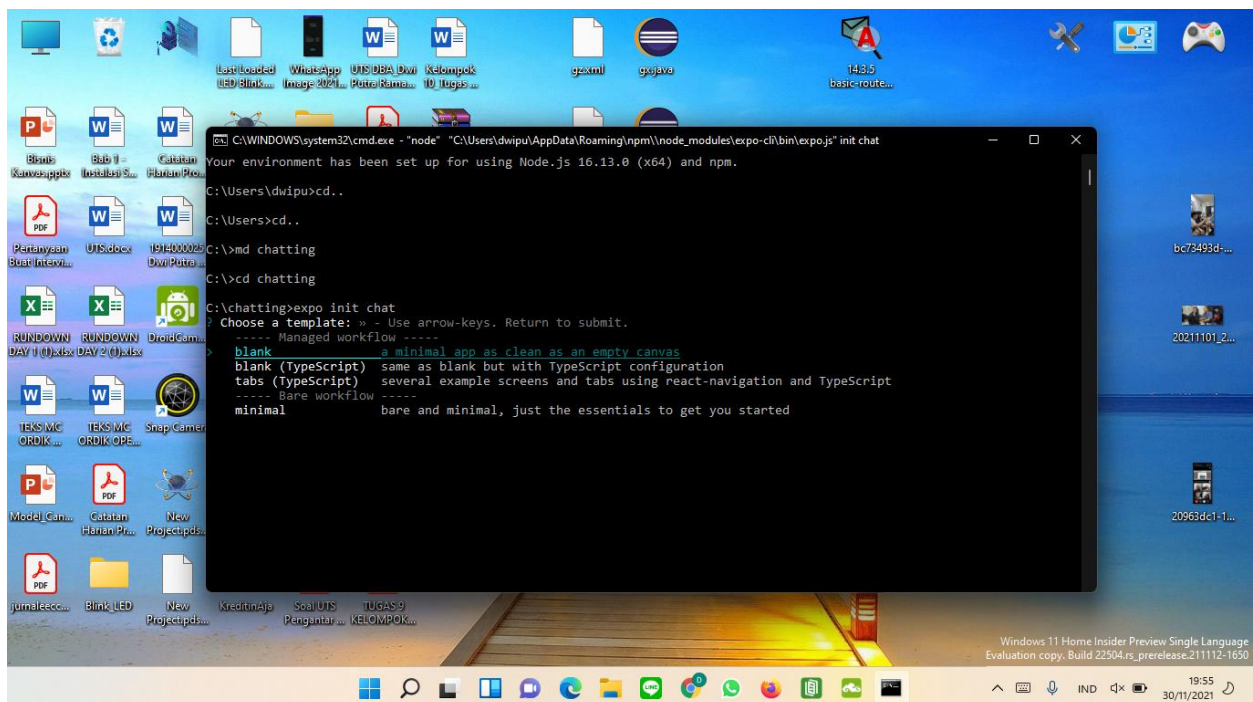 Last Loaded
LED Blink....
WhatsApp
Image 2021...
UTS DBA_Dwi
Putra Rama...
Kelompok
10_Tugas ...
gzxml
gxsjava
14.3.5
basic-route...
Bisnis
Kanvas.pptx
Bab 1 -
Instalasi S...
Catatan
Harian Pro...
C:\WINDOWS\system32\cmd.exe - "node" "C:\Users\dwipu\AppData\Roaming\npm\\node_modules\expo-cli\bin\expo.js" init chat
Your environment has been set up for using Node.js 16.13.0 (x64) and npm.
C:\Users\dwipu>cd..
C:\Users>cd..
C:\>md chatting
C:\>cd chatting
C:\chatting>expo init chat
? Choose a template: » - Use arrow-keys. Return to submit.
----- Managed workflow -----
> blank a minimal app as clean as an empty canvas
blank (TypeScript) same as blank but with TypeScript configuration
tabs (TypeScript) several example screens and tabs using react-navigation and TypeScript
----- Bare workflow -----
minimal bare and minimal, just the essentials to get you started
PDF
Pertanyaan
Buat Intervi...
UTS.docx
1914000025
Dwi Putra ...
bc73493d-...
RUNDOWN
DAY 1 (1).xlsx
RUNDOWN
DAY 2 (1).xlsx
DroidCam...
20211101_2...
TEKS MC
ORDIK ...
TEKS MC
ORDIK OPE...
Snap Camer
Model_Can...
PDF
Catatan
Harian Pr...
New
Project.pds...
20963dc1-1...
PDF
jurnaleecc...
Blink_LED
New
Project.pds...
KreditinAja
Soal UTS
Pengantar ...
TUGAS 9
KELOMPOK...
Windows 11 Home Insider Preview Single Language
Evaluation copy. Build 22504.rs_prerelease.211112-1650
LINE
IND
19:55
30/11/2021